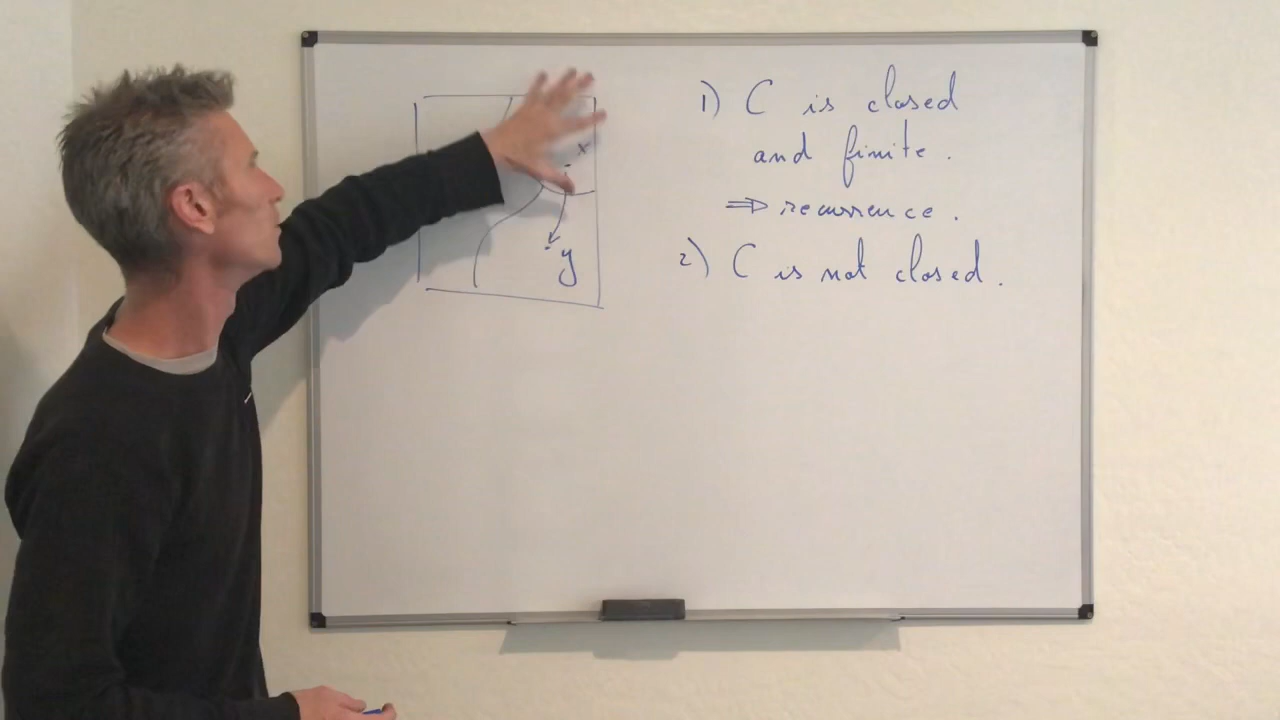 x
y
1) C is closed
and finite.
⇒ recurrence.
2) C is not closed.